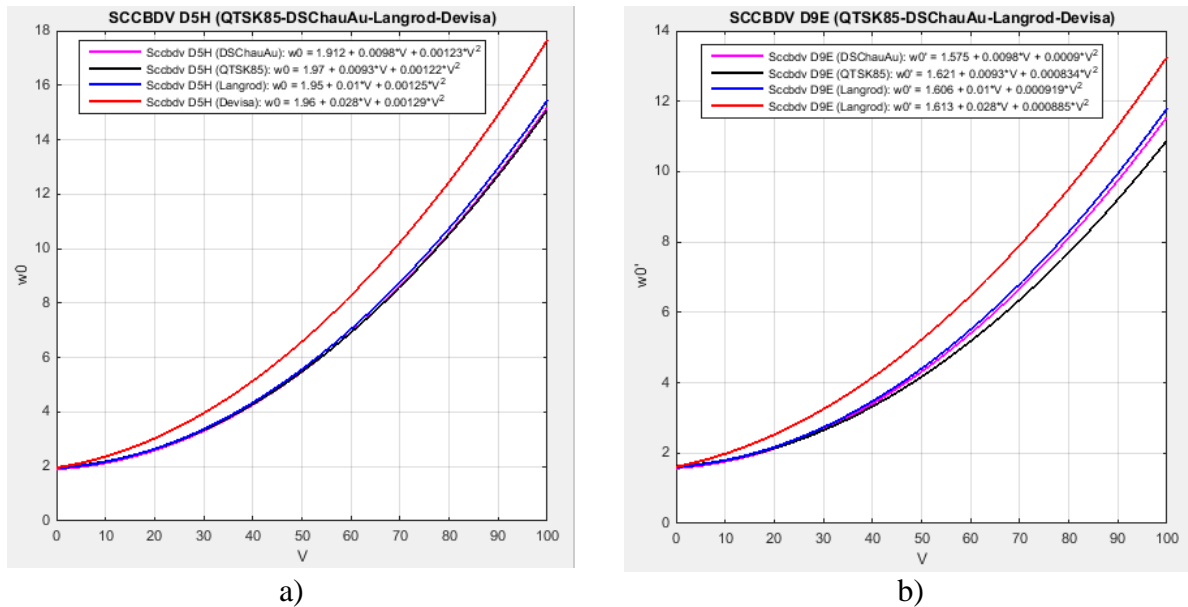 SCCBDV D5H (QTSK85-DSChauAu-Langrod-Devisa)
Sccbdv D5H (DSChauAu): w0 = 1.912 + 0.0098*V + 0.00123*V²
Sccbdv D5H (QTSK85): w0 = 1.97 + 0.0093*V + 0.00122*V²
Sccbdv D5H (Langrod): w0 = 1.95 + 0.01*V + 0.00125*V²
Sccbdv D5H (Devisa): w0 = 1.96 + 0.028*V + 0.00129*V²
18
16
14
12
10
8
6
4
2
0
w0
0 10 20 30 40 50 60 70 80 90 100
V
a)
SCCBDV D9E (QTSK85-DSChauAu-Langrod-Devisa)
Sccbdv D9E (DSChauAu): w0' = 1.575 + 0.0098*V + 0.0009*V²
Sccbdv D9E (QTSK85): w0' = 1.621 + 0.0093*V + 0.000834*V²
Sccbdv D9E (Langrod): w0' = 1.606 + 0.01*V + 0.000919*V²
Sccbdv D9E (Langrod): w0' = 1.613 + 0.028*V + 0.000885*V²
14
12
10
8
6
4
2
0
w0'
0 10 20 30 40 50 60 70 80 90 100
V
b)